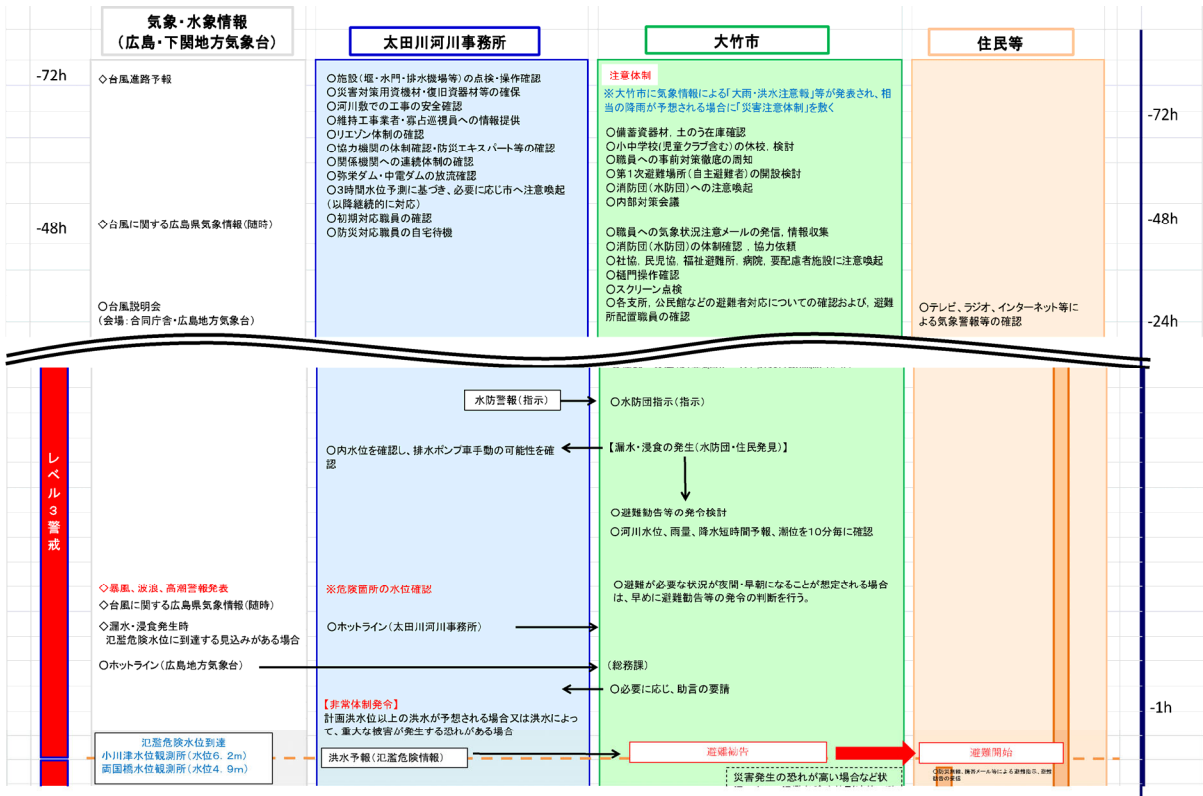 気象・水象情報
（広島・下関地方気象台）
太田川河川事務所
大竹市
住民等
-72h
◇台風進路予報
-48h
◇台風に関する広島県気象情報（随時）
○台風説明会
（会場：合同庁舎・広島地方気象台）
○施設（堰・水門・排水機場等）の点検・操作確認
○災害対策用資機材・復旧資器材等の確保
○河川敷での工事の安全確認
○維持工事業者・寡占巡視員への情報提供
○リエゾン体制の確認
○協力機関の体制確認・防災エキスパート等の確認
○関係機関への連続体制の確認
○弥栄ダム・中電ダムの放流確認
○3時間水位予測に基づき、必要に応じ市へ注意喚起
（以降継続的に対応）
○初期対応職員の確認
○防災対応職員の自宅待機
注意体制
※大竹市に気象情報による「大雨・洪水注意報」等が発表され、相
当の降雨が予想される場合に「災害注意体制」を敷く
○備蓄資器材，土のう在庫確認
○小中学校（児童クラブ含む）の休校，検討
○職員への事前対策徹底の周知
○第1次避難場所（自主避難者）の開設検討
○消防団（水防団）への注意喚起
○内部対策会議
○職員への気象状況注意メールの発信，情報収集
○消防団（水防団）の体制確認 ，協力依頼
○社協，民児協，福祉避難所，病院，要配慮者施設に注意喚起
○樋門操作確認
○スクリーン点検
○各支所，公民館などの避難者対応についての確認および，避難
所配置職員の確認
○テレビ、ラジオ、インターネット等に
よる気象警報等の確認
-72h
-48h
-24h
レベル3警戒
水防警報（指示）
○水防団指示（指示）
○内水位を確認し、排水ポンプ車手動の可能性を確
認
【漏水・浸食の発生（水防団・住民発見）】
○避難勧告等の発令検討
○河川水位、雨量、降水短時間予報、潮位を10分毎に確認
◇暴風、波浪、高潮警報発表
◇台風に関する広島県気象情報（随時）
◇漏水・浸食発生時
氾濫危険水位に到達する見込みがある場合
※危険箇所の水位確認
○避難が必要な状況が夜間・早朝になることが想定される場合
は、早めに避難勧告等の発令の判断を行う。
○ホットライン（太田川河川事務所）
○ホットライン（広島地方気象台）
（総務課）
○必要に応じ、助言の要請
【非常体制発令】
計画洪水位以上の洪水が予想される場合又は洪水によっ
て、重大な被害が発生する恐れがある場合
-1h
氾濫危険水位到達
小川津水位観測所（水位6．2m）
両国橋水位観測所（水位4．9m）
洪水予報（氾濫危険情報）
避難勧告
避難開始
災害発生の恐れが高い場合など状